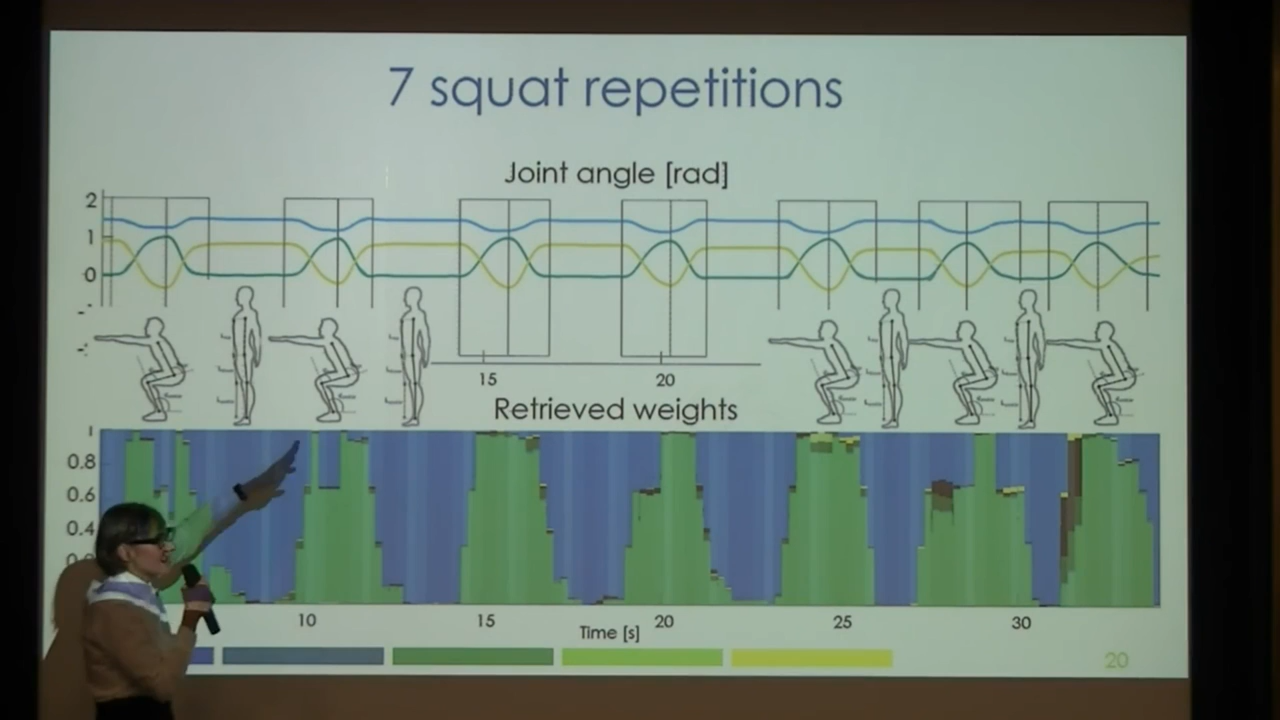 7 squat repetitions
Joint angle [rad]
2
1
0
15 20
Retrieved weights
1
0.8
0.6
0.4
10 15 20 25 30
Time [s]
20